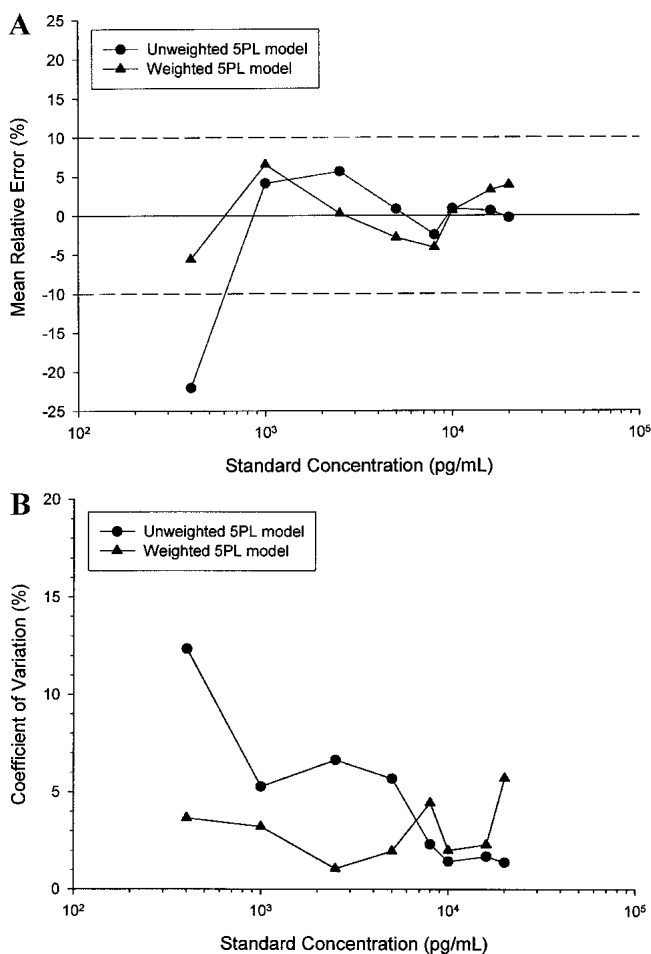 A
Unweighted 5PL model
Weighted 5PL model
Mean Relative Error (%)
25
20
15
10
5
0
-5
-10
-15
-20
-25
10² 10³ 10⁴ 10⁵
Standard Concentration (pg/mL)
B
Unweighted 5PL model
Weighted 5PL model
Coefficient of Variation (%)
20
15
10
5
0
10² 10³ 10⁴ 10⁵
Standard Concentration (pg/mL)